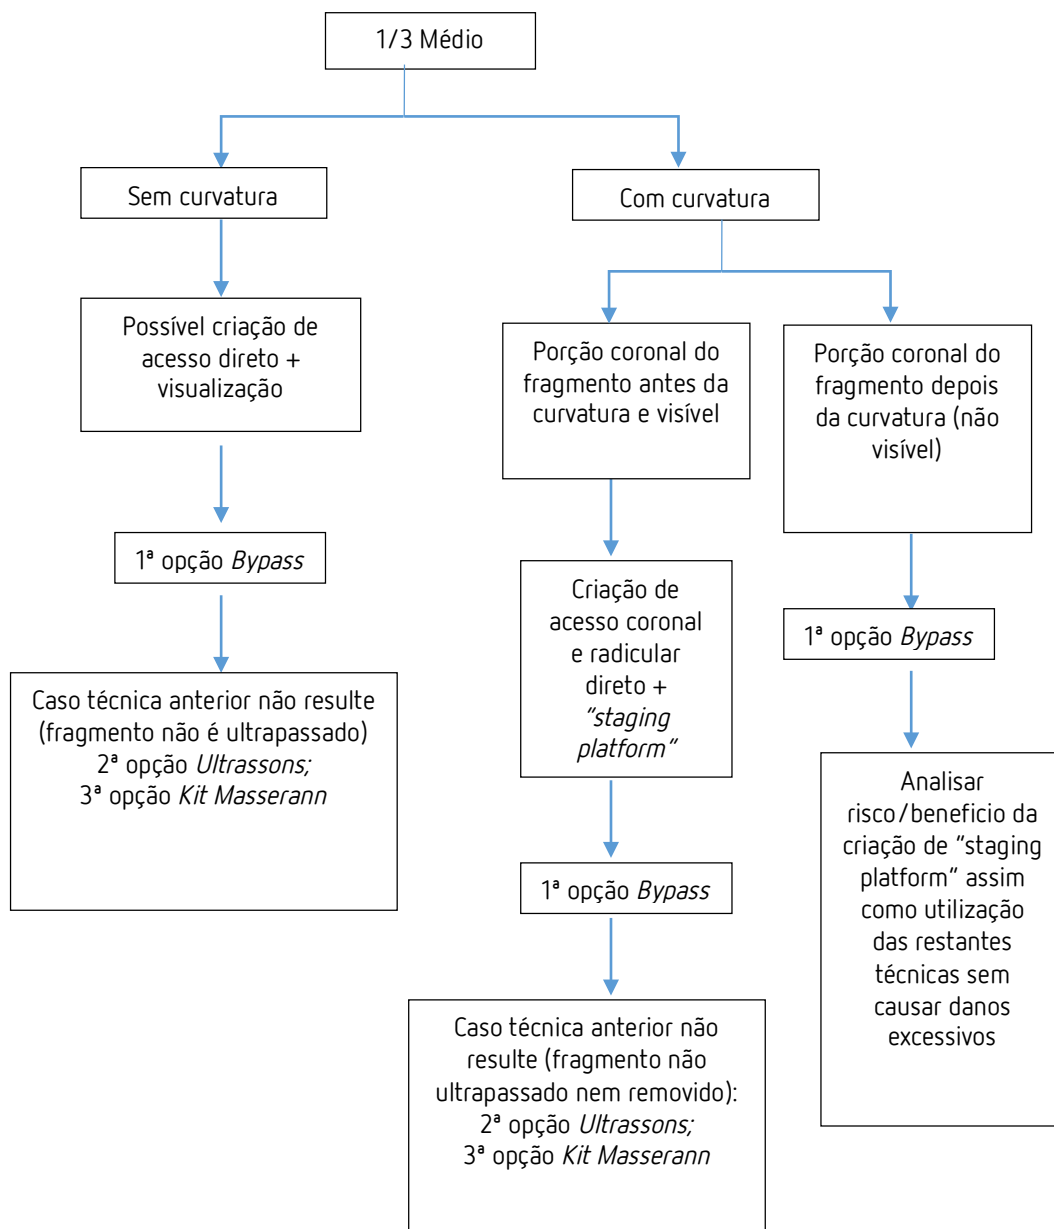 1/3 Médio
Sem curvatura
Com curvatura
Possível criação de
acesso direto +
visualização
Porção coronal do
fragmento antes da
curvatura e visível
Porção coronal do
fragmento depois
da curvatura (não
visível)
1ª opção Bypass
Criação de
acesso coronal
e radicular
direto +
“staging
platform”
1ª opção Bypass
Caso técnica anterior não resulte
(fragmento não é ultrapassado)
2ª opção Ultrassons;
3ª opção Kit Masserann
1ª opção Bypass
Analisar
risco/beneficio da
criação de “staging
platform” assim
como utilização
das restantes
técnicas sem
causar danos
excessivos
Caso técnica anterior não
resulte (fragmento não
ultrapassado nem removido):
2ª opção Ultrassons;
3ª opção Kit Masserann